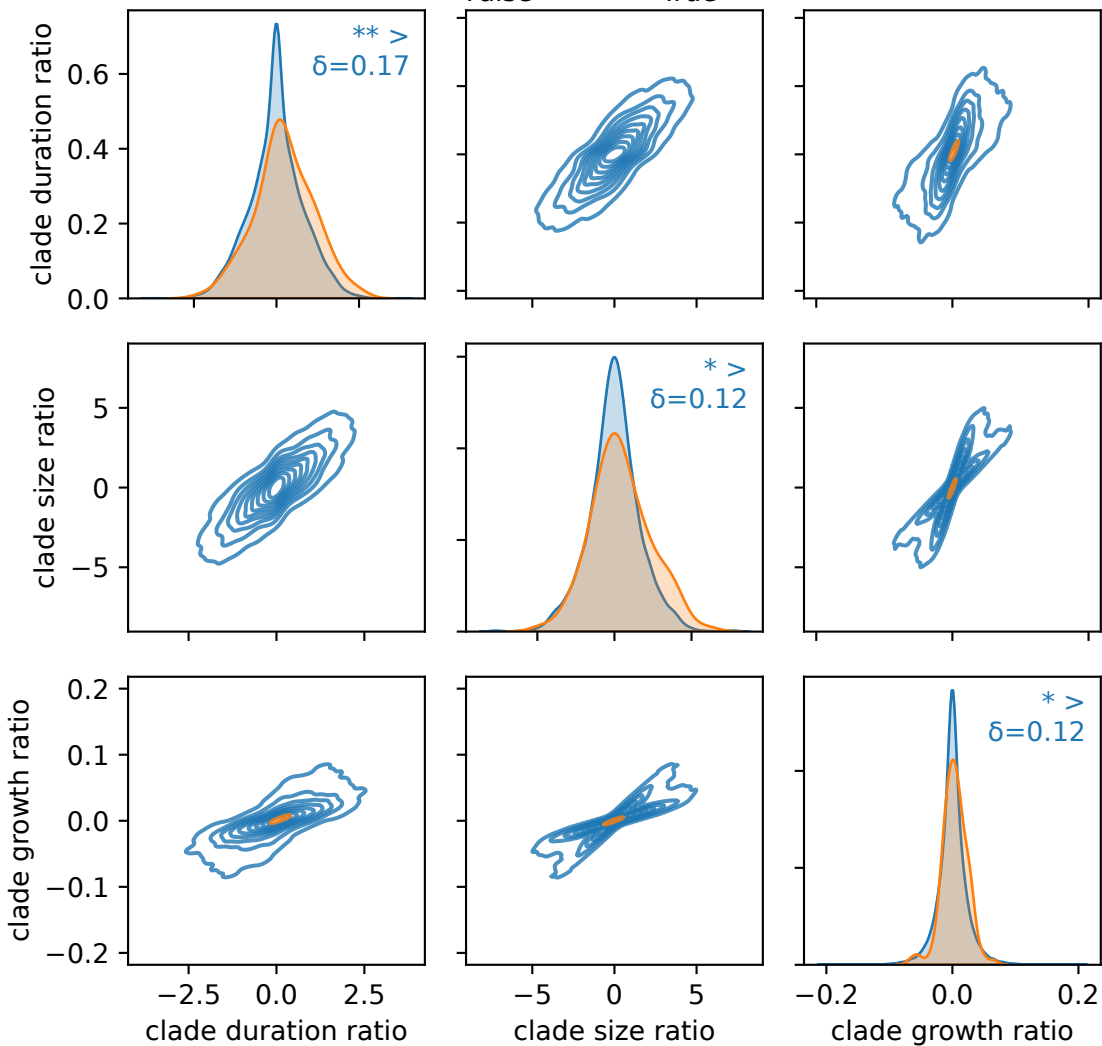 ** >
δ=0.17
clade duration ratio
0.6
0.4
0.2
0.0
* >
δ=0.12
clade size ratio
5
0
−5
* >
δ=0.12
clade growth ratio
0.2
0.1
0.0
−0.1
−0.2
−2.5 0.0 2.5
−5 0 5
−0.2 0.0 0.2
clade duration ratio
clade size ratio
clade growth ratio